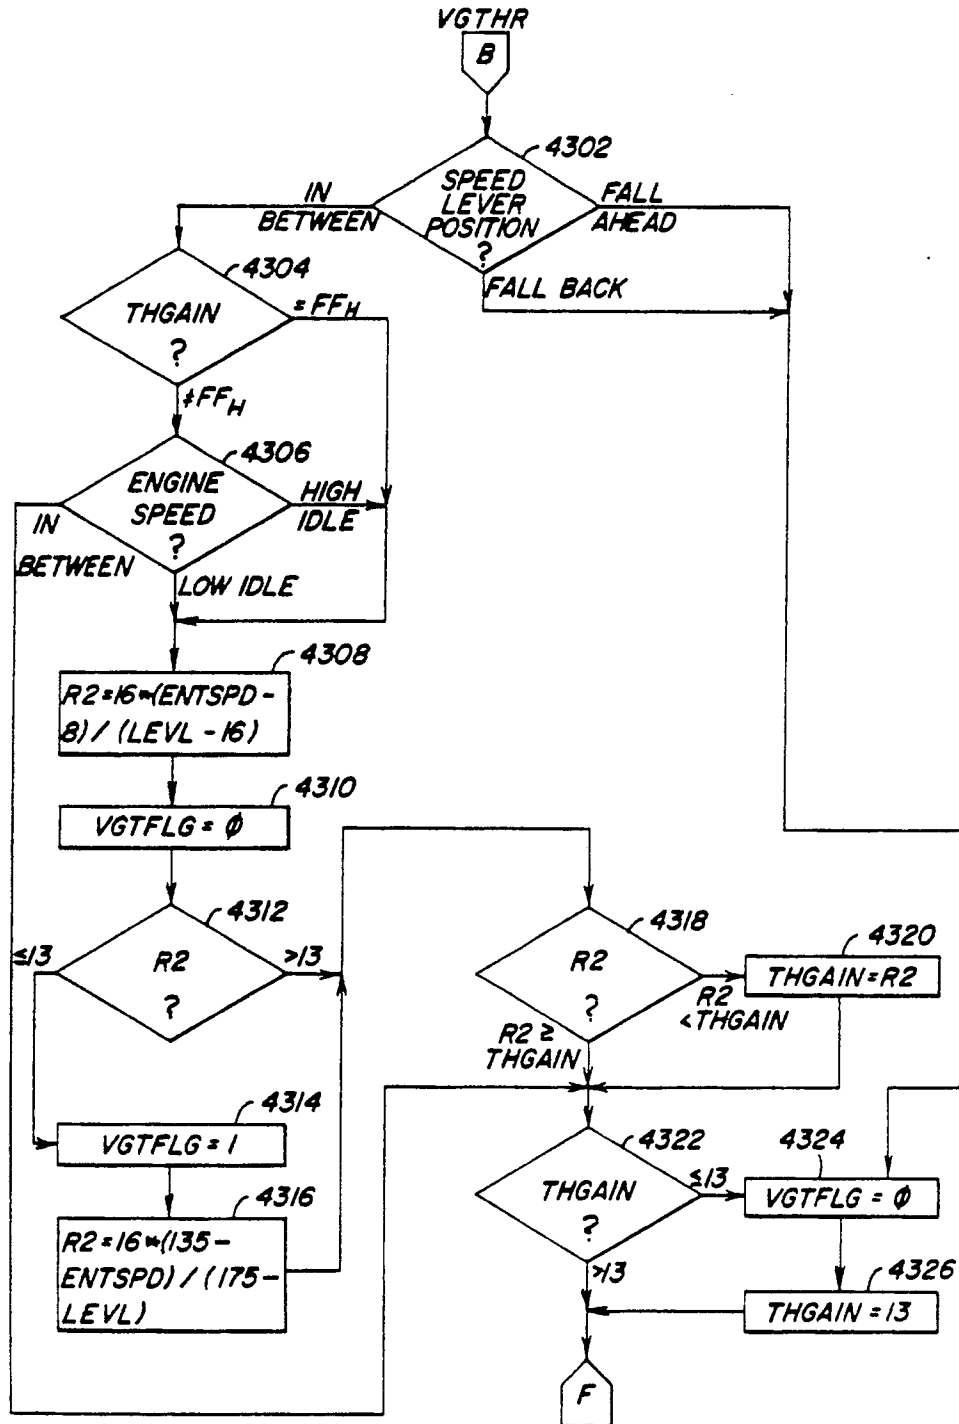 VGTHR
B
4302
SPEED
LEVER
POSITION
?
IN
BETWEEN
FALL
AHEAD
FALL BACK
4304
THGAIN
?
= FFH
≠FFH
4306
ENGINE
SPEED
?
HIGH
IDLE
IN
BETWEEN
LOW IDLE
4308
R2=16*(ENTSPD-
8)/(LEVL-16)
4310
VGTFLG = Ø
4312
R2
?
≤13
>13
4314
VGTFLG = 1
4316
R2=16*(135-
ENTSPD)/(175-
LEVL)
4318
R2
?
R2
<THGAIN
R2 ≥
THGAIN
4320
THGAIN=R2
4322
THGAIN
?
≤13
>13
4324
VGTFLG = Ø
4326
THGAIN = 13
F